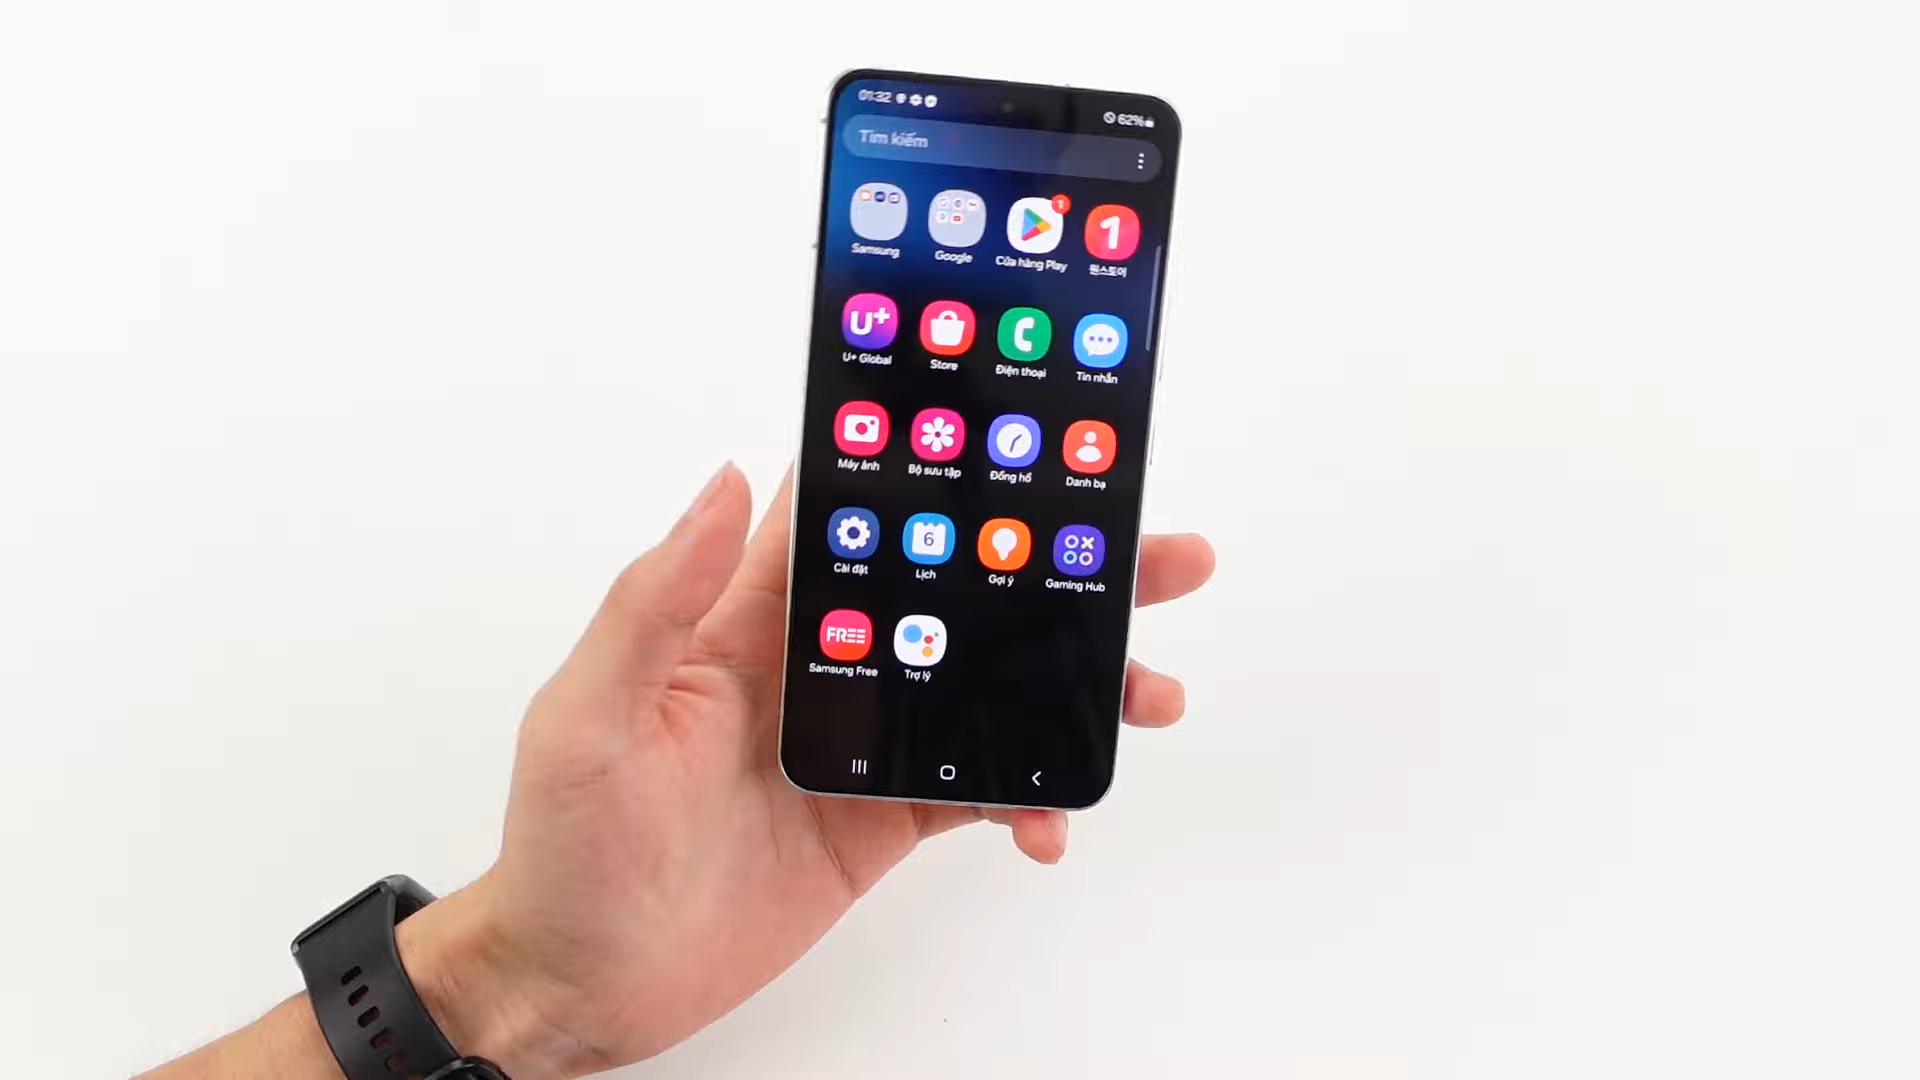 01:32
62%
Tìm kiếm
Samsung
Google
Cửa hàng Play
1
1
원스토어
U+
U+ Global
Store
Điện thoại
Tin nhắn
Máy ảnh
Bộ sưu tập
Đồng hồ
Danh bạ
Cài đặt
6
Lịch
Gợi ý
Gaming Hub
FREE
Samsung Free
Trợ lý